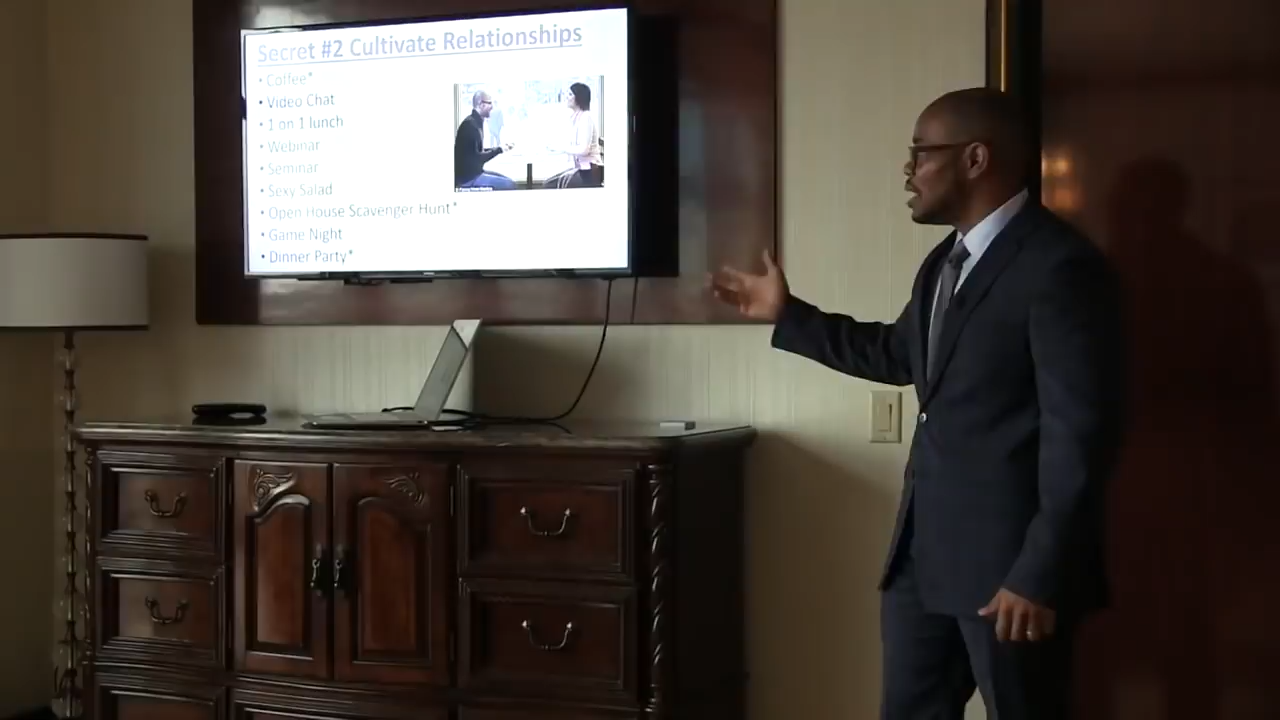 Secret #2 Cultivate Relationships
• Coffee*
• Video Chat
• 1 on 1 lunch
• Webinar
• Seminar
• Sexy Salad
• Open House Scavenger Hunt*
• Game Night
• Dinner Party*